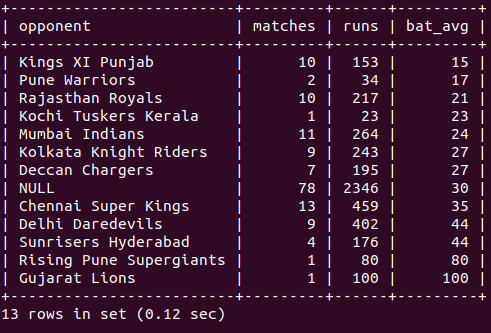 +-------------------------+---------+------+---------+
| opponent                | matches | runs | bat_avg |
+-------------------------+---------+------+---------+
| Kings XI Punjab         |      10 |  153 |      15 |
| Pune Warriors           |       2 |   34 |      17 |
| Rajasthan Royals        |      10 |  217 |      21 |
| Kochi Tuskers Kerala    |       1 |   23 |      23 |
| Mumbai Indians          |      11 |  264 |      24 |
| Kolkata Knight Riders   |       9 |  243 |      27 |
| Deccan Chargers         |       7 |  195 |      27 |
| NULL                    |      78 | 2346 |      30 |
| Chennai Super Kings     |      13 |  459 |      35 |
| Delhi Daredevils        |       9 |  402 |      44 |
| Sunrisers Hyderabad     |       4 |  176 |      44 |
| Rising Pune Supergiants |       1 |   80 |      80 |
| Gujarat Lions           |       1 |  100 |     100 |
+-------------------------+---------+------+---------+
13 rows in set (0.12 sec)